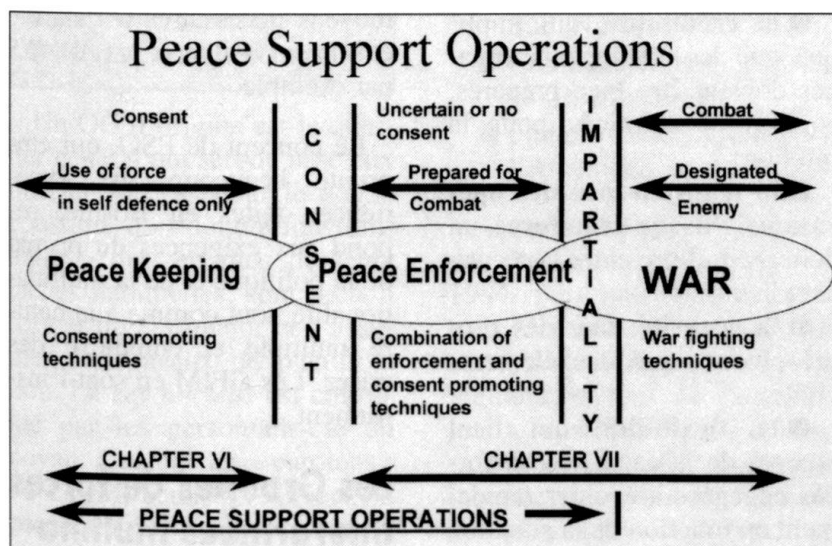 Peace Support Operations
Consent
Uncertain or no
consent
Combat
Use of force
in self defence only
Prepared for
Combat
Designated
Enemy
CONSENT
IMPARTIALTY
Peace Keeping
Peace Enforcement
WAR
Consent promoting
techniques
Combination of
enforcement &
consent promoting
techniques
War fighting
techniques
CHAPTER VI
CHAPTER VII
PEACE SUPPORT OPERATIONS